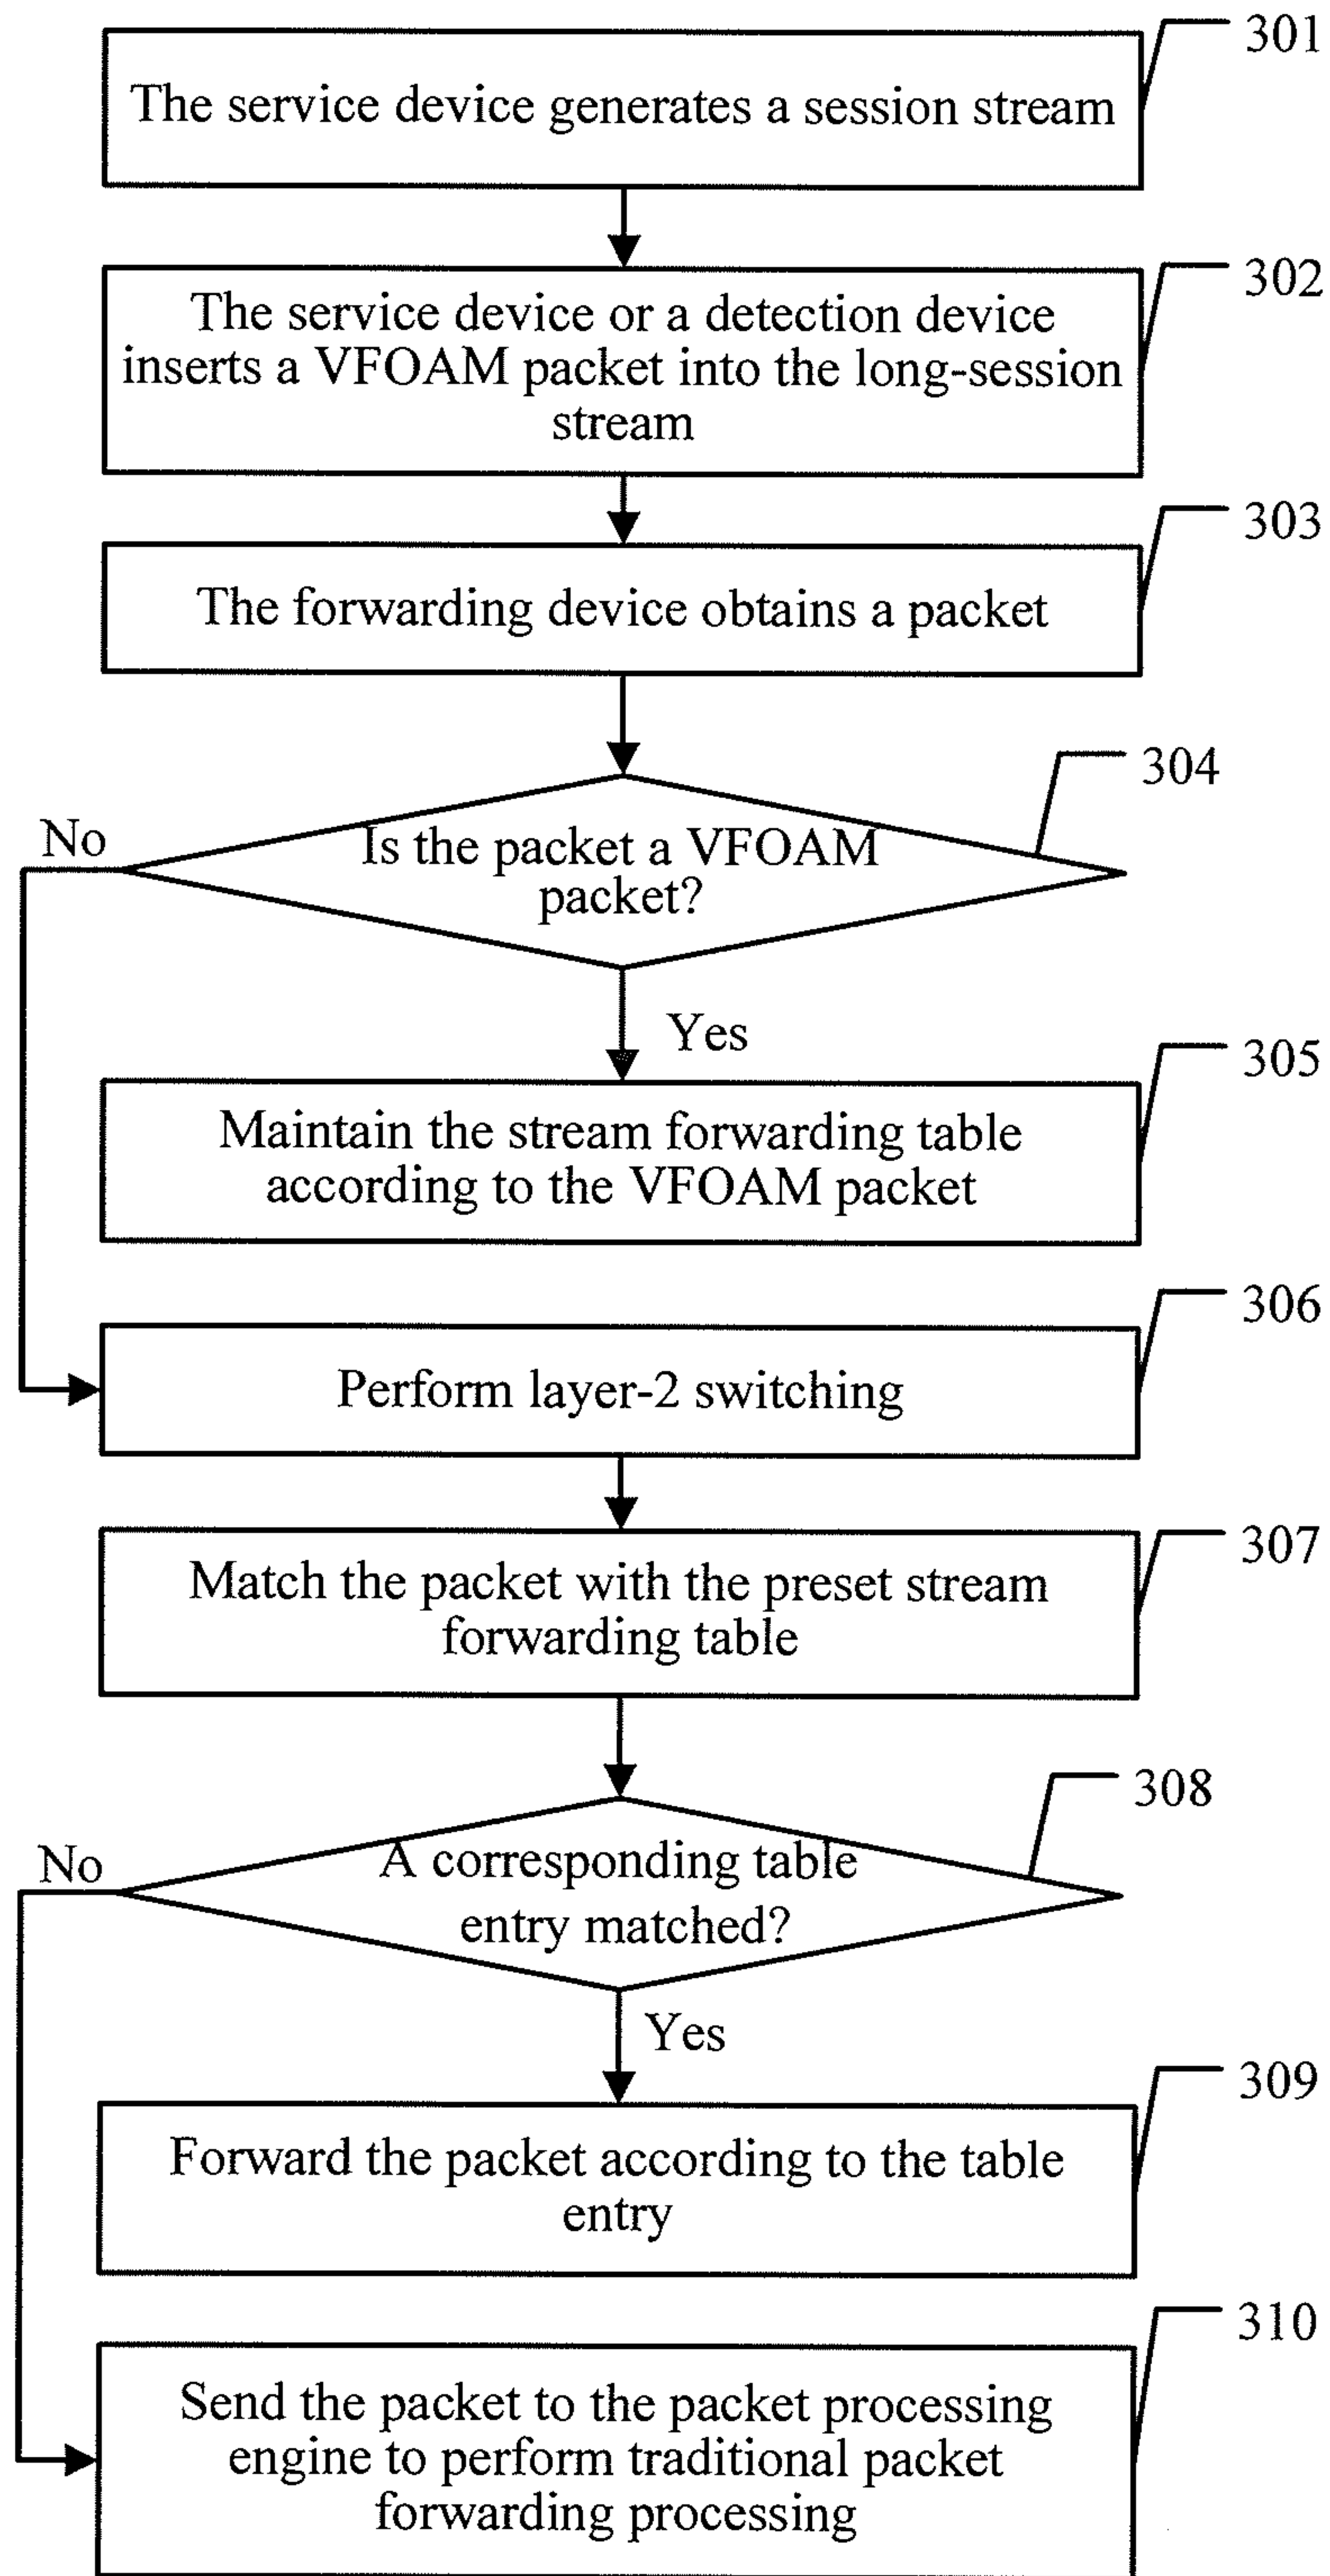 301
The service device generates a session stream
302
The service device or a detection device
inserts a VFOAM packet into the long-session
stream
303
The forwarding device obtains a packet
304
No
Is the packet a VFOAM
packet?
Yes
305
Maintain the stream forwarding table
according to the VFOAM packet
306
Perform layer-2 switching
307
Match the packet with the preset stream
forwarding table
308
No
A corresponding table
entry matched?
Yes
309
Forward the packet according to the table
entry
310
Send the packet to the packet processing
engine to perform traditional packet
forwarding processing